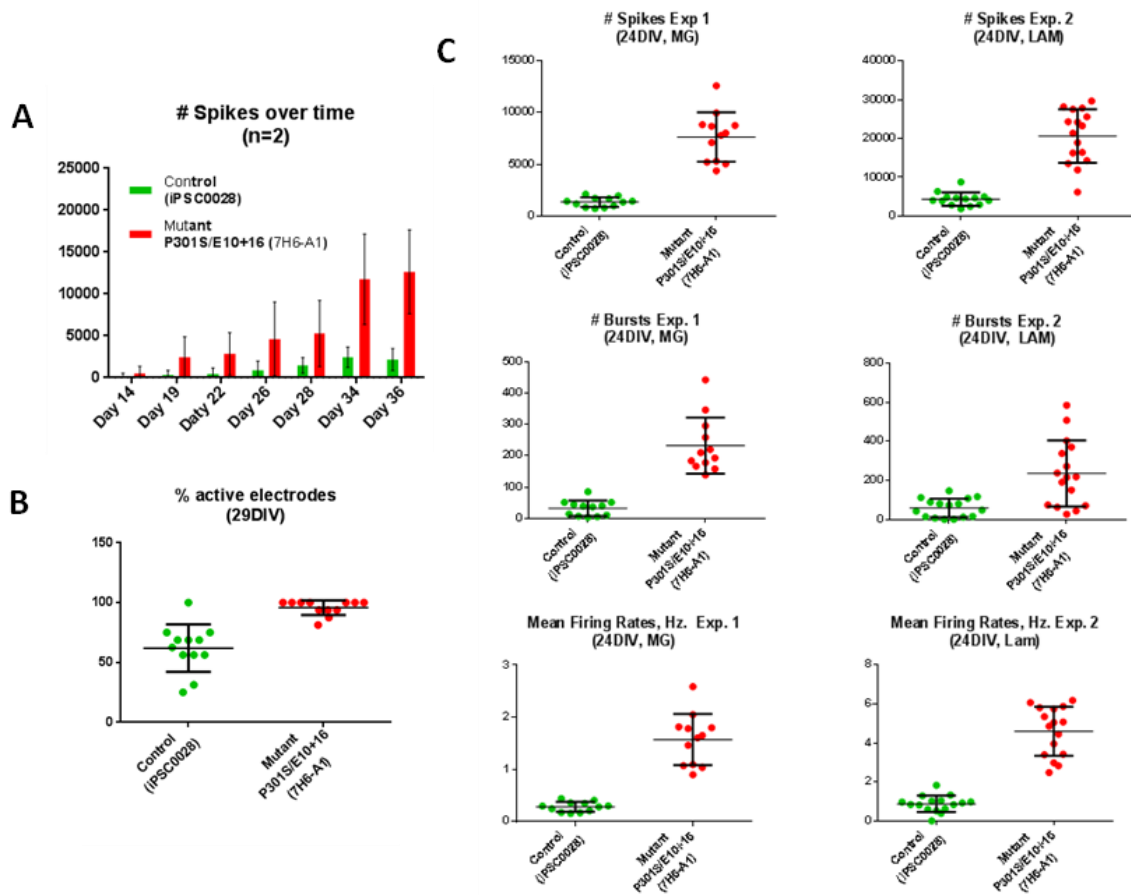 A
# Spikes over time
(n=2)
25000
20000
15000
10000
5000
0
Control
(iPSC0028)
Mutant
P301S/E10+16 (7H6-A1)
Day 14
Day 19
Daty 22
Day 26
Day 28
Day 34
Day 36
B
% active electrodes
(29DIV)
150
100
50
0
Control
(iPSC0028)
Mutant
P301S/E10+16
(7H6-A1)
C
# Spikes Exp 1
(24DIV, MG)
15000
10000
5000
0
Control
(iPSC0028)
Mutant
P301S/E10+16
(7H6-A1)
# Spikes Exp. 2
(24DIV, LAM)
40000
30000
20000
10000
0
Control
(iPSC0028)
Mutant
P301S/E10+16
(7H6-A1)
# Bursts Exp. 1
(24DIV, MG)
500
400
300
200
100
0
Control
(iPSC0028)
Mutant
P301S/E10+16
(7H6-A1)
# Bursts Exp. 2
(24DIV, LAM)
800
600
400
200
0
Control
(iPSC0028)
Mutant
P301S/E10+16
(7H6-A1)
Mean Firing Rates, Hz. Exp. 1
(24DIV, MG)
3
2
1
0
Control
(iPSC0028)
Mutant
P301S/E10+16
(7H6-A1)
Mean Firing Rates, Hz. Exp. 2
(24DIV, Lam)
8
6
4
2
0
Control
(iPSC0028)
Mutant
P301S/E10+16
(7H6-A1)